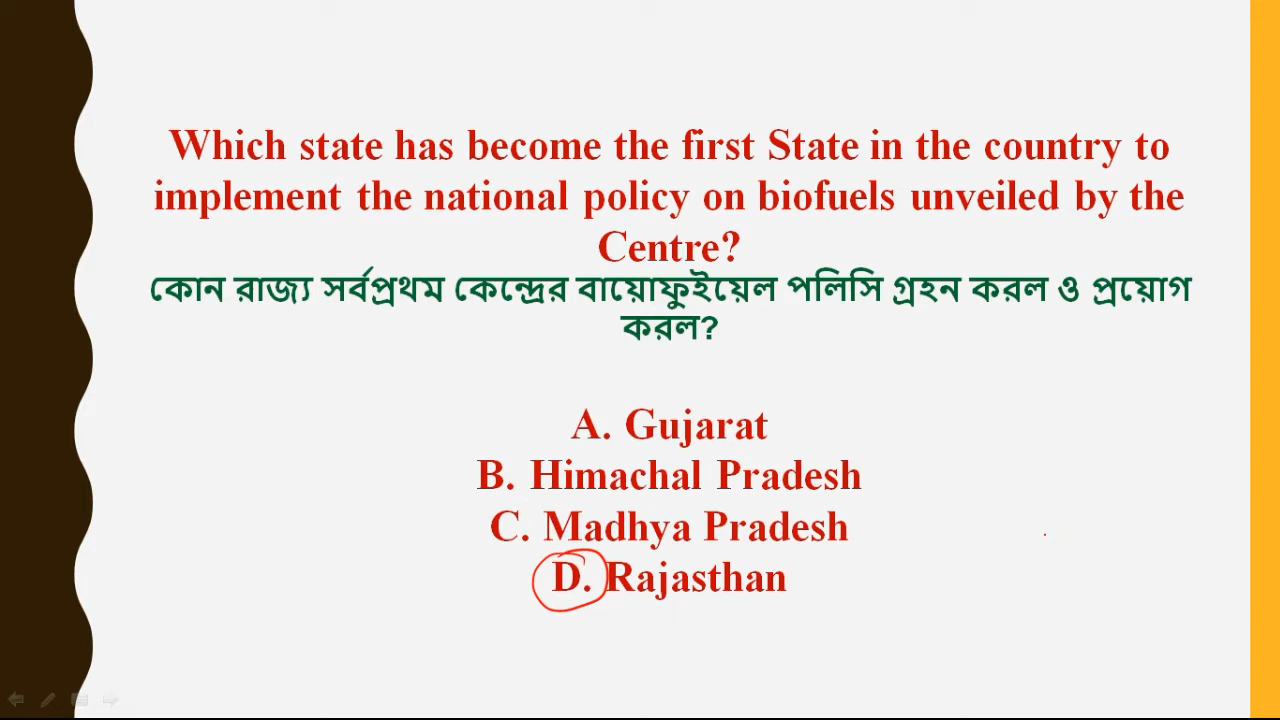 Which state has become the first State in the country to
implement the national policy on biofuels unveiled by the
Centre?
কোন রাজ্য সর্বপ্রথম কেন্দ্রের বায়োফুইয়েল পলিসি গ্রহন করল ও প্রয়োগ
করল?
A. Gujarat
B. Himachal Pradesh
C. Madhya Pradesh
D. Rajasthan